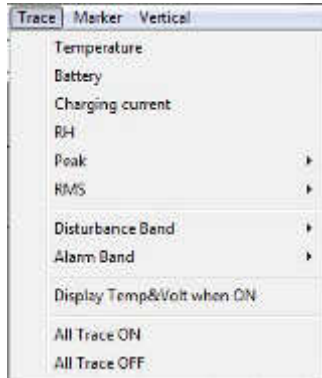 Trace Marker Vertical
Temperature
Battery
Charging current
RH
Peak
RMS
Disturbance Band
Alarm Band
Display Temp&Volt when ON
All Trace ON
All Trace OFF